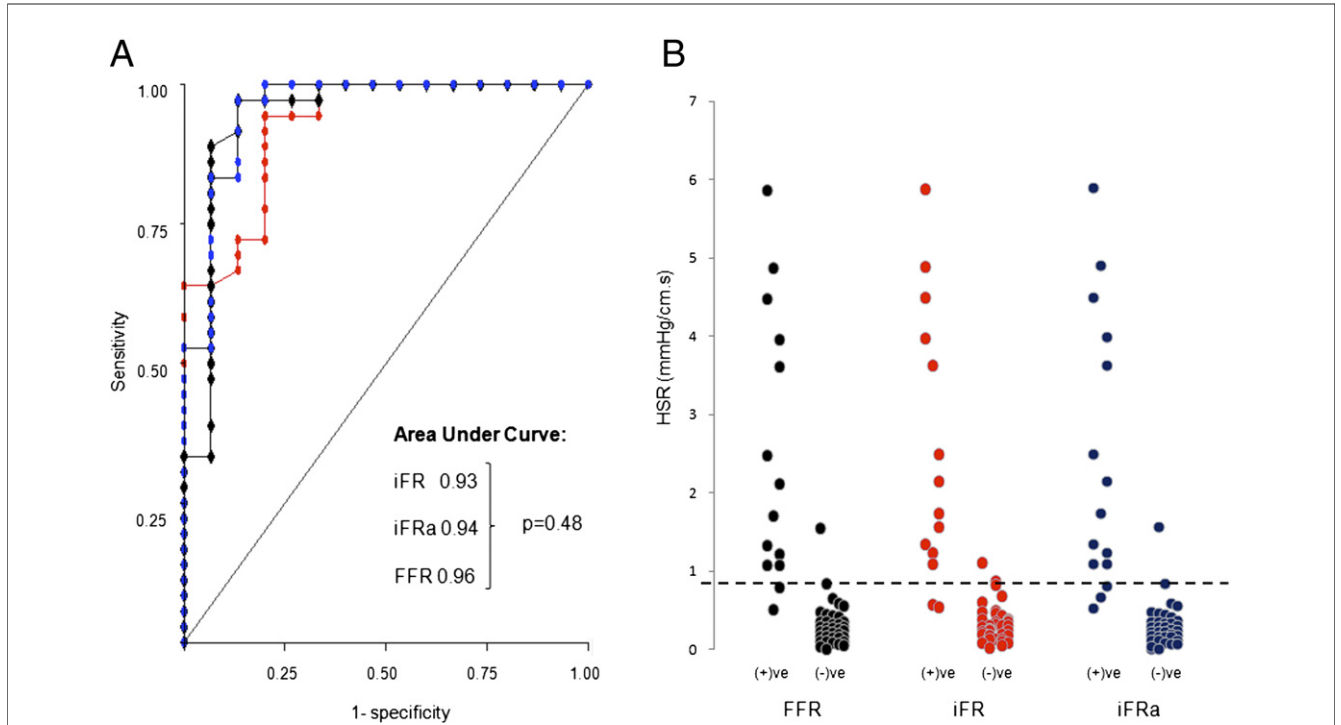 A
1.00
0.75
0.50
0.25
Sensitivity
Area Under Curve:
iFR 0.93
iFRa 0.94
FFR 0.96
p=0.48
0.25 0.50 0.75 1.00
1- specificity
B
7
6
5
4
3
2
1
0
HSR (mmHg/cm.s)
(+)ve (-)ve (+)ve (-)ve (+)ve (-)ve
FFR iFR iFRa